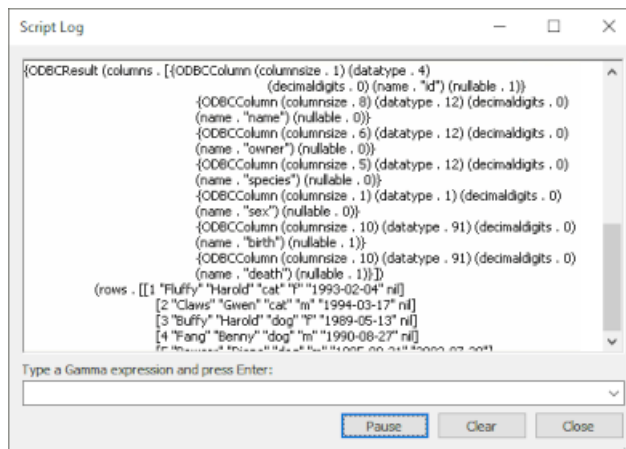 Script Log
{ODBCResult (columns . [{ODBCColumn (columnsize . 1) (datatype . 4)
(decimaldigits . 0) (name . "id") (nullable . 1)}
{ODBCColumn (columnsize . 8) (datatype . 12) (decimaldigits . 0)
(name . "name") (nullable . 0)}
{ODBCColumn (columnsize . 6) (datatype . 12) (decimaldigits . 0)
(name . "owner") (nullable . 0)}
{ODBCColumn (columnsize . 5) (datatype . 12) (decimaldigits . 0)
(name . "species") (nullable . 0)}
{ODBCColumn (columnsize . 1) (datatype . 1) (decimaldigits . 0)
(name . "sex") (nullable . 0)}
{ODBCColumn (columnsize . 10) (datatype . 91) (decimaldigits . 0)
(name . "birth") (nullable . 1)}
{ODBCColumn (columnsize . 10) (datatype . 91) (decimaldigits . 0)
(name . "death") (nullable . 1)}])
(rows . [[1 "Fluffy" "Harold" "cat" "f" "1993-02-04" nil]
[2 "Claws" "Gwen" "cat" "m" "1994-03-17" nil]
[3 "Buffy" "Harold" "dog" "f" "1989-05-13" nil]
[4 "Fang" "Benny" "dog" "m" "1990-08-27" nil]
Type a Gamma expression and press Enter:
Pause Clear Close